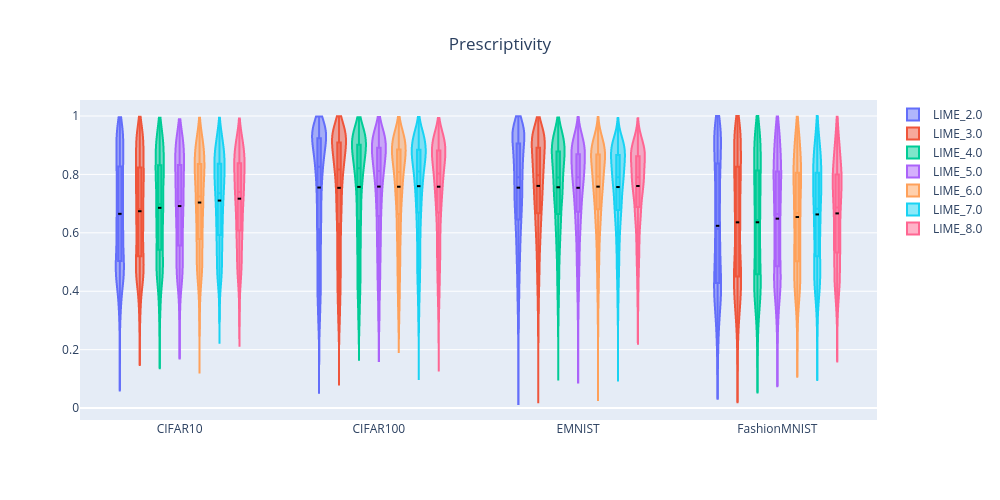 Prescriptivity
1
0.8
0.6
0.4
0.2
0
CIFAR10
CIFAR100
EMNIST
FashionMNIST
LIME_2.0
LIME_3.0
LIME_4.0
LIME_5.0
LIME_6.0
LIME_7.0
LIME_8.0